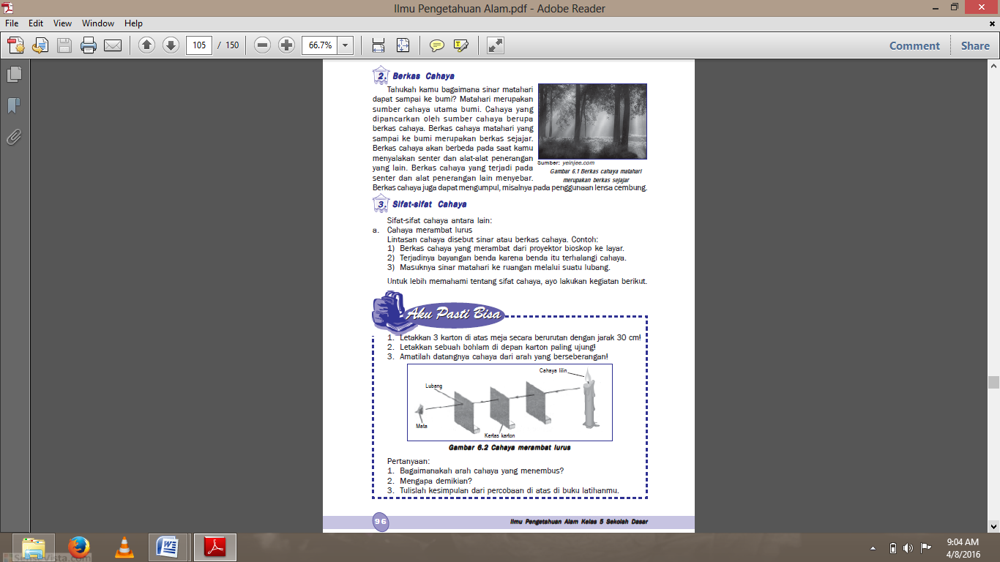 Ilmu Pengetahuan Alam.pdf - Adobe Reader
File Edit View Window Help
105 / 150 66.7% Comment Share
2. Berkas Cahaya
Tahukah kamu bagaimana sinar matahari
dapat sampai ke bumi? Matahari merupakan
sumber cahaya utama bumi. Cahaya yang
dipancarkan oleh sumber cahaya berupa
berkas cahaya. Berkas cahaya matahari yang
sampai ke bumi merupakan berkas sejajar.
Berkas cahaya akan berbeda pada saat kamu
menyalakan senter dan alat-alat penerangan
yang lain. Berkas cahaya yang terjadi pada
senter dan alat penerangan lain menyebar.
Berkas cahaya juga dapat mengumpul, misalnya pada penggunaan lensa cembung.
Sumber: yeinjee.com
Gambar 6.1 Berkas cahaya matahari
merupakan berkas sejajar
3. Sifat-sifat Cahaya
Sifat-sifat cahaya antara lain:
a. Cahaya merambat lurus
Lintasan cahaya disebut sinar atau berkas cahaya. Contoh:
1) Berkas cahaya yang merambat dari proyektor bioskop ke layar.
2) Terjadinya bayangan benda karena benda itu terhalangi cahaya.
3) Masuknya sinar matahari ke ruangan melalui suatu lubang.
Untuk lebih memahami tentang sifat cahaya, ayo lakukan kegiatan berikut.
Aku Pasti Bisa
1. Letakkan 3 karton di atas meja secara berurutan dengan jarak 30 cm!
2. Letakkan sebuah bohlam di depan karton paling ujung!
3. Amatilah datangnya cahaya dari arah yang berseberangan!
Cahaya lilin
Lubang
Mata
Kertas karton
Gambar 6.2 Cahaya merambat lurus
Pertanyaan:
1. Bagaimanakah arah cahaya yang menembus?
2. Mengapa demikian?
3. Tulislah kesimpulan dari percobaan di atas di buku latihanmu.
96 Ilmu Pengetahuan Alam Kelas 5 Sekolah Dasar
9:04 AM
4/8/2016